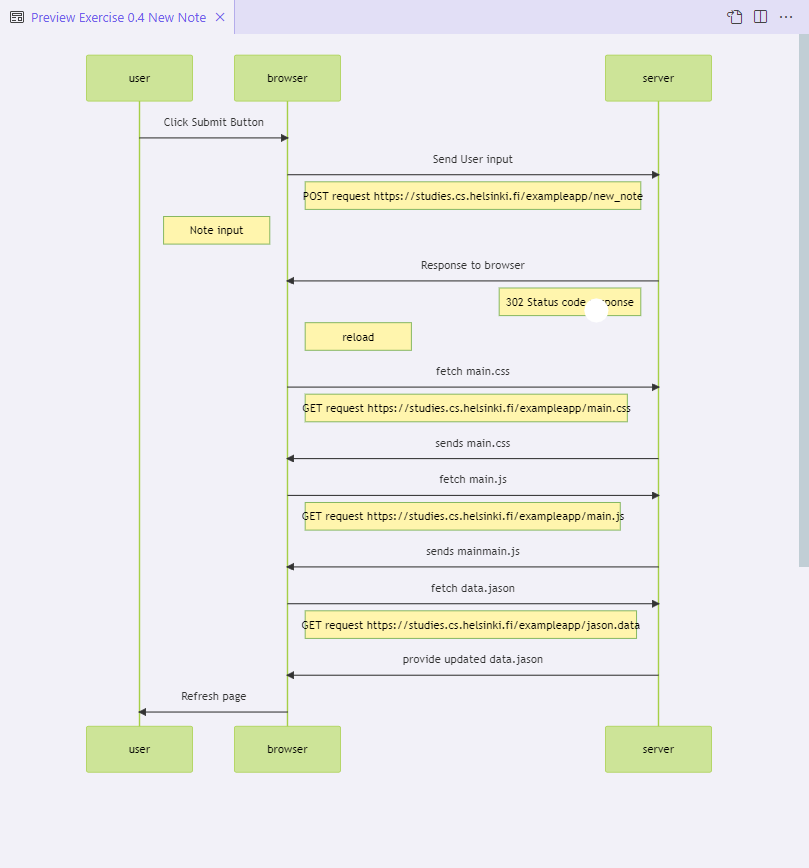 Preview Exercise 0.4 New Note
user browser server
Click Submit Button
Send User input
POST request https://studies.cs.helsinki.fi/exampleapp/new_note
Note input
Response to browser
302 Status code
reload
fetch main.css
GET request https://studies.cs.helsinki.fi/exampleapp/main.css
sends main.css
fetch main.js
GET request https://studies.cs.helsinki.fi/exampleapp/main.js
sends mainmain.js
fetch data.jason
GET request https://studies.cs.helsinki.fi/exampleapp/jason.data
provide updated data.jason
Refresh page
user browser server